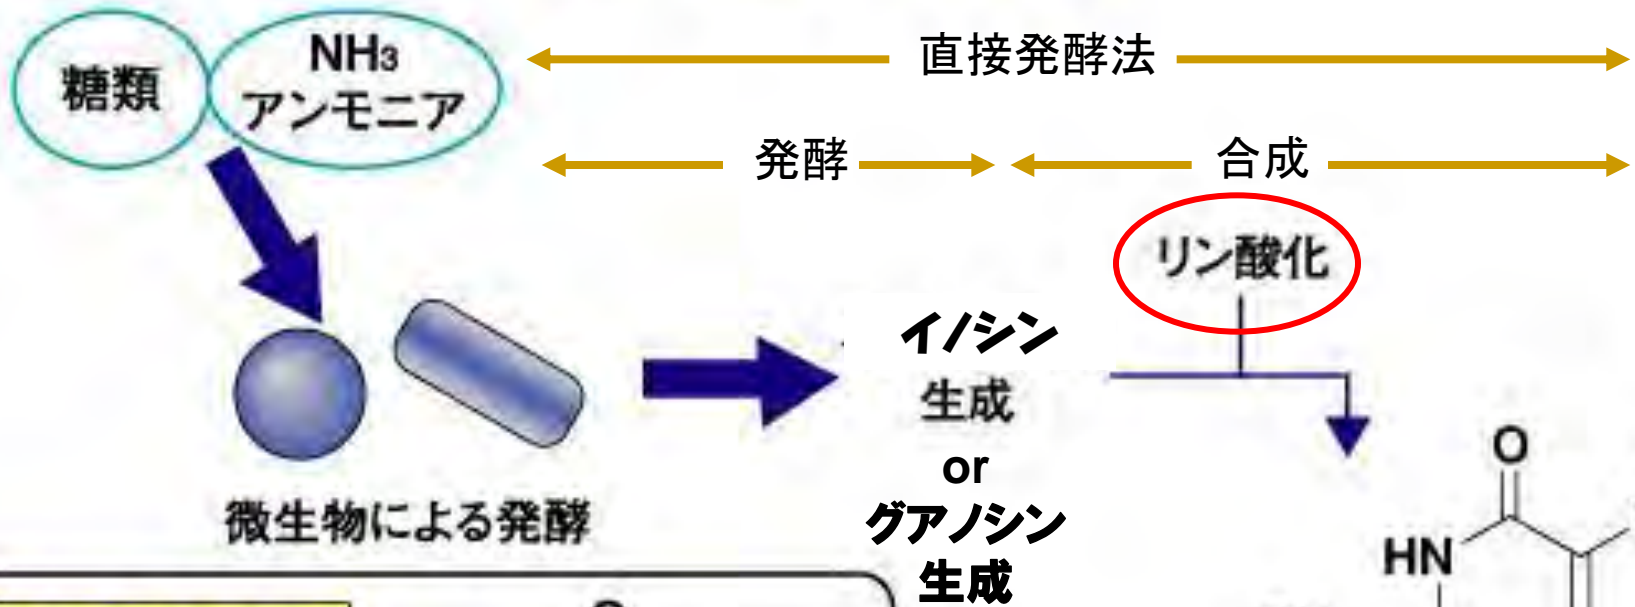 糖類
NH3
アンモニア
直接発酵法
発酵
合成
リン酸化
イノシン
生成
or
グアノシン
生成
微生物による発酵
O
HN